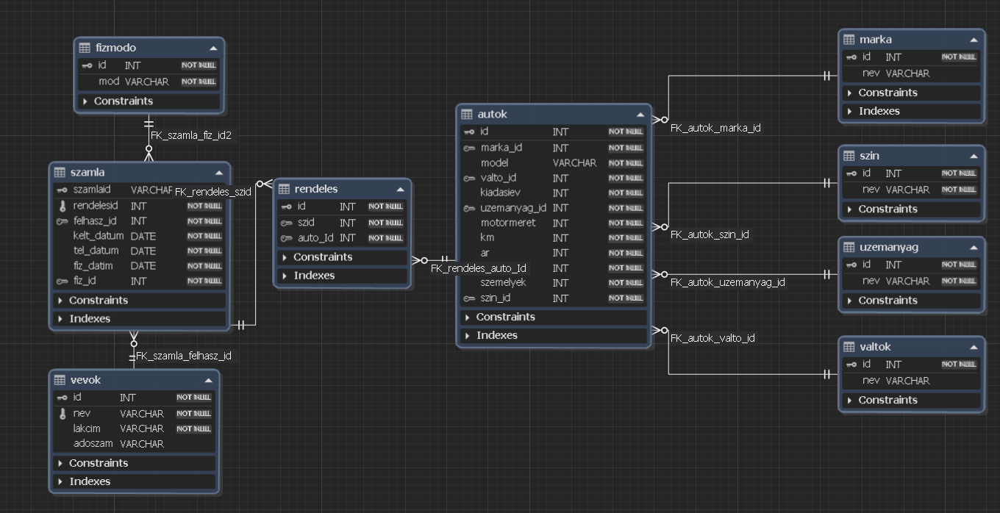 fizmodo
id INT NOT NULL
mod VARCHAR NOT NULL
Constraints
FK_szamla_fiz_id2
szamla
szamlaid VARCHAR
rendelesid INT NOT NULL
felhasz_id INT NOT NULL
kelt_datum DATE NOT NULL
tel_datum DATE NOT NULL
fiz_datim DATE NOT NULL
fiz_id INT NOT NULL
Constraints
Indexes
FK_rendeles_szid
FK_szamla_felhasz_id
vevok
id INT NOT NULL
nev VARCHAR NOT NULL
lakcim VARCHAR NOT NULL
adoszam VARCHAR
Constraints
Indexes
rendeles
id INT NOT NULL
szid INT NOT NULL
auto_Id INT NOT NULL
Constraints
Indexes
FK_rendeles_auto_Id
autok
id INT NOT NULL
marka_id INT NOT NULL
model VARCHAR NOT NULL
valto_id INT NOT NULL
kiadasiev INT NOT NULL
uzemanyag_id INT NOT NULL
motormeret INT NOT NULL
km INT NOT NULL
ar INT NOT NULL
INT NOT NULL
szemelyek INT NOT NULL
szin_id INT NOT NULL
Constraints
Indexes
FK_autok_marka_id
FK_autok_szin_id
FK_autok_uzemanyag_id
FK_autok_valto_id
marka
id INT NOT NULL
nev VARCHAR
Constraints
Indexes
szin
id INT NOT NULL
nev VARCHAR NOT NULL
Constraints
uzemanyag
id INT NOT NULL
nev VARCHAR NOT NULL
Constraints
valtok
id INT NOT NULL
nev VARCHAR
Constraints